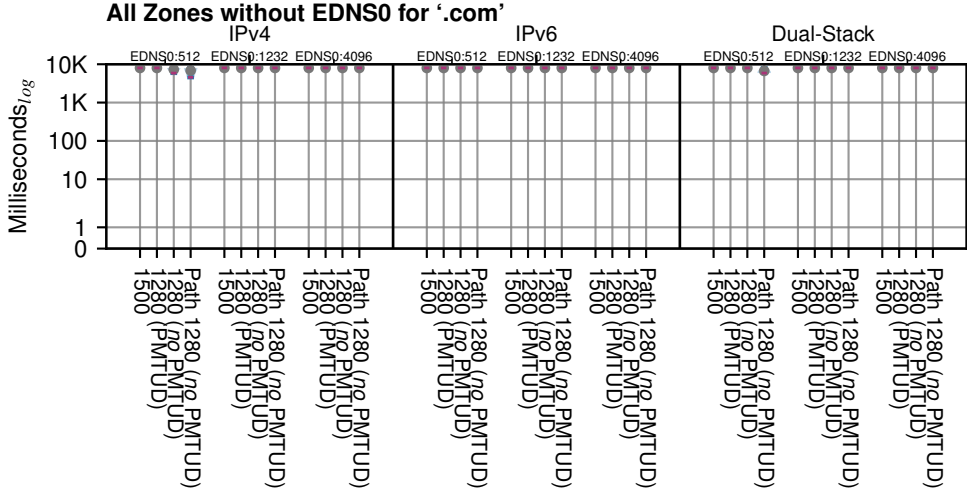 All Zones without EDNS0 for ‘.com’
IPv4 IPv6 Dual-Stack
EDNS0:512 EDNS0:1232 EDNS0:4096 EDNS0:512 EDNS0:1232 EDNS0:4096 EDNS0:512 EDNS0:1232 EDNS0:4096
Milliseconds log
10K
1K
100
10
1
0
1500
1280 (PMTUD)
1280 (no PMTUD)
Path 1280 (no PMTUD)
1500
1280 (PMTUD)
1280 (no PMTUD)
Path 1280 (no PMTUD)
1500
1280 (PMTUD)
1280 (no PMTUD)
Path 1280 (no PMTUD)
1500
1280 (PMTUD)
1280 (no PMTUD)
Path 1280 (no PMTUD)
1500
1280 (PMTUD)
1280 (no PMTUD)
Path 1280 (no PMTUD)
1500
1280 (PMTUD)
1280 (no PMTUD)
Path 1280 (no PMTUD)
1500
1280 (PMTUD)
1280 (no PMTUD)
Path 1280 (no PMTUD)
1500
1280 (PMTUD)
1280 (no PMTUD)
Path 1280 (no PMTUD)
1500
1280 (PMTUD)
1280 (no PMTUD)
Path 1280 (no PMTUD)